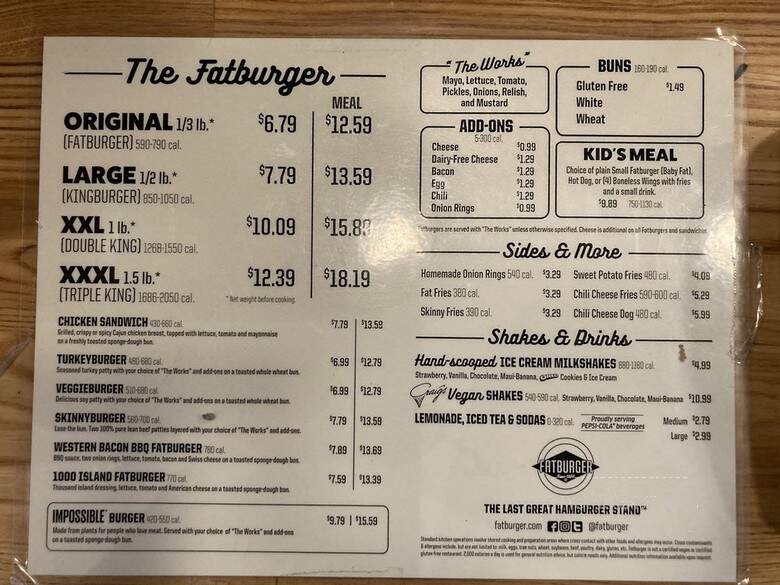 The Fatburger
MEAL
ORIGINAL 1/3 lb.* $6.79 $12.59
(FATBURGER) 590-790 cal.
LARGE 1/2 lb.* $7.79 $13.59
(KINGBURGER) 850-1050 cal.
XXL 1 lb.* $10.09 $15.89
(DOUBLE KING) 1268-1550 cal.
XXXL 1.5 lb.* $12.39 $18.19
(TRIPLE KING) 1686-2050 cal. * Net weight before cooking.
CHICKEN SANDWICH 430-660 cal. $7.79 $13.59
Grilled, crispy or spicy Cajun chicken breast, topped with lettuce, tomato and mayonnaise
on a freshly toasted sponge-dough bun.
TURKEYBURGER 480-680 cal. $6.99 $12.79
Seasoned turkey patty with your choice of "The Works" and add-ons on a toasted whole wheat bun.
VEGGIEBURGER 510-680 cal. $6.99 $12.79
Delicious soy patty with your choice of "The Works" and add-ons on a toasted whole wheat bun.
SKINNYBURGER 560-700 cal. $7.79 $13.59
Lose the bun. Two 100% pure lean beef patties layered with your choice of "The Works" and add-ons.
WESTERN BACON BBQ FATBURGER 780 cal. $7.89 $13.69
BBQ sauce, two onion rings, lettuce, tomato, bacon and Swiss cheese on a toasted sponge-dough bun.
1000 ISLAND FATBURGER 770 cal. $7.59 $13.39
Thousand island dressing, lettuce, tomato and American cheese on a toasted sponge-dough bun.
IMPOSSIBLE™ BURGER 420-550 cal. $9.79 $15.59
Made from plants for people who love meat. Served with your choice of "The Works" and add-ons
on a toasted sponge-dough bun.
"The Works"
Mayo, Lettuce, Tomato,
Pickles, Onions, Relish,
and Mustard
ADD-ONS
5-300 cal.
Cheese $0.99
Dairy-Free Cheese $1.29
Bacon $1.29
Egg $1.29
Chili $1.29
Onion Rings $0.99
BUNS 160-190 cal.
Gluten Free $1.49
White
Wheat
KID'S MEAL
Choice of plain Small Fatburger (Baby Fat),
Hot Dog, or (4) Boneless Wings with fries
and a small drink.
$9.89 750-1130 cal.
Fatburgers are served with "The Works" unless otherwise specified. Cheese is additional on all Fatburgers and sandwiches.
Sides & More
Homemade Onion Rings 540 cal. $3.29 Sweet Potato Fries 480 cal. $4.09
Fat Fries 380 cal. $3.29 Chili Cheese Fries 590-600 cal. $5.29
Skinny Fries 390 cal. $3.29 Chili Cheese Dog 480 cal. $5.99
Shakes & Drinks
Hand-scooped ICE CREAM MILKSHAKES 880-1180 cal. $4.99
Strawberry, Vanilla, Chocolate, Maui-Banana, Cookies & Ice Cream
Craig's Vegan SHAKES 540-590 cal. Strawberry, Vanilla, Chocolate, Maui-Banana $10.99
LEMONADE, ICED TEA & SODAS 0-320 cal. Proudly serving Medium $2.79
PEPSI-COLA® beverages
Large $2.99
FATBURGER
THE LAST GREAT HAMBURGER STAND™
fatburger.com @fatburger